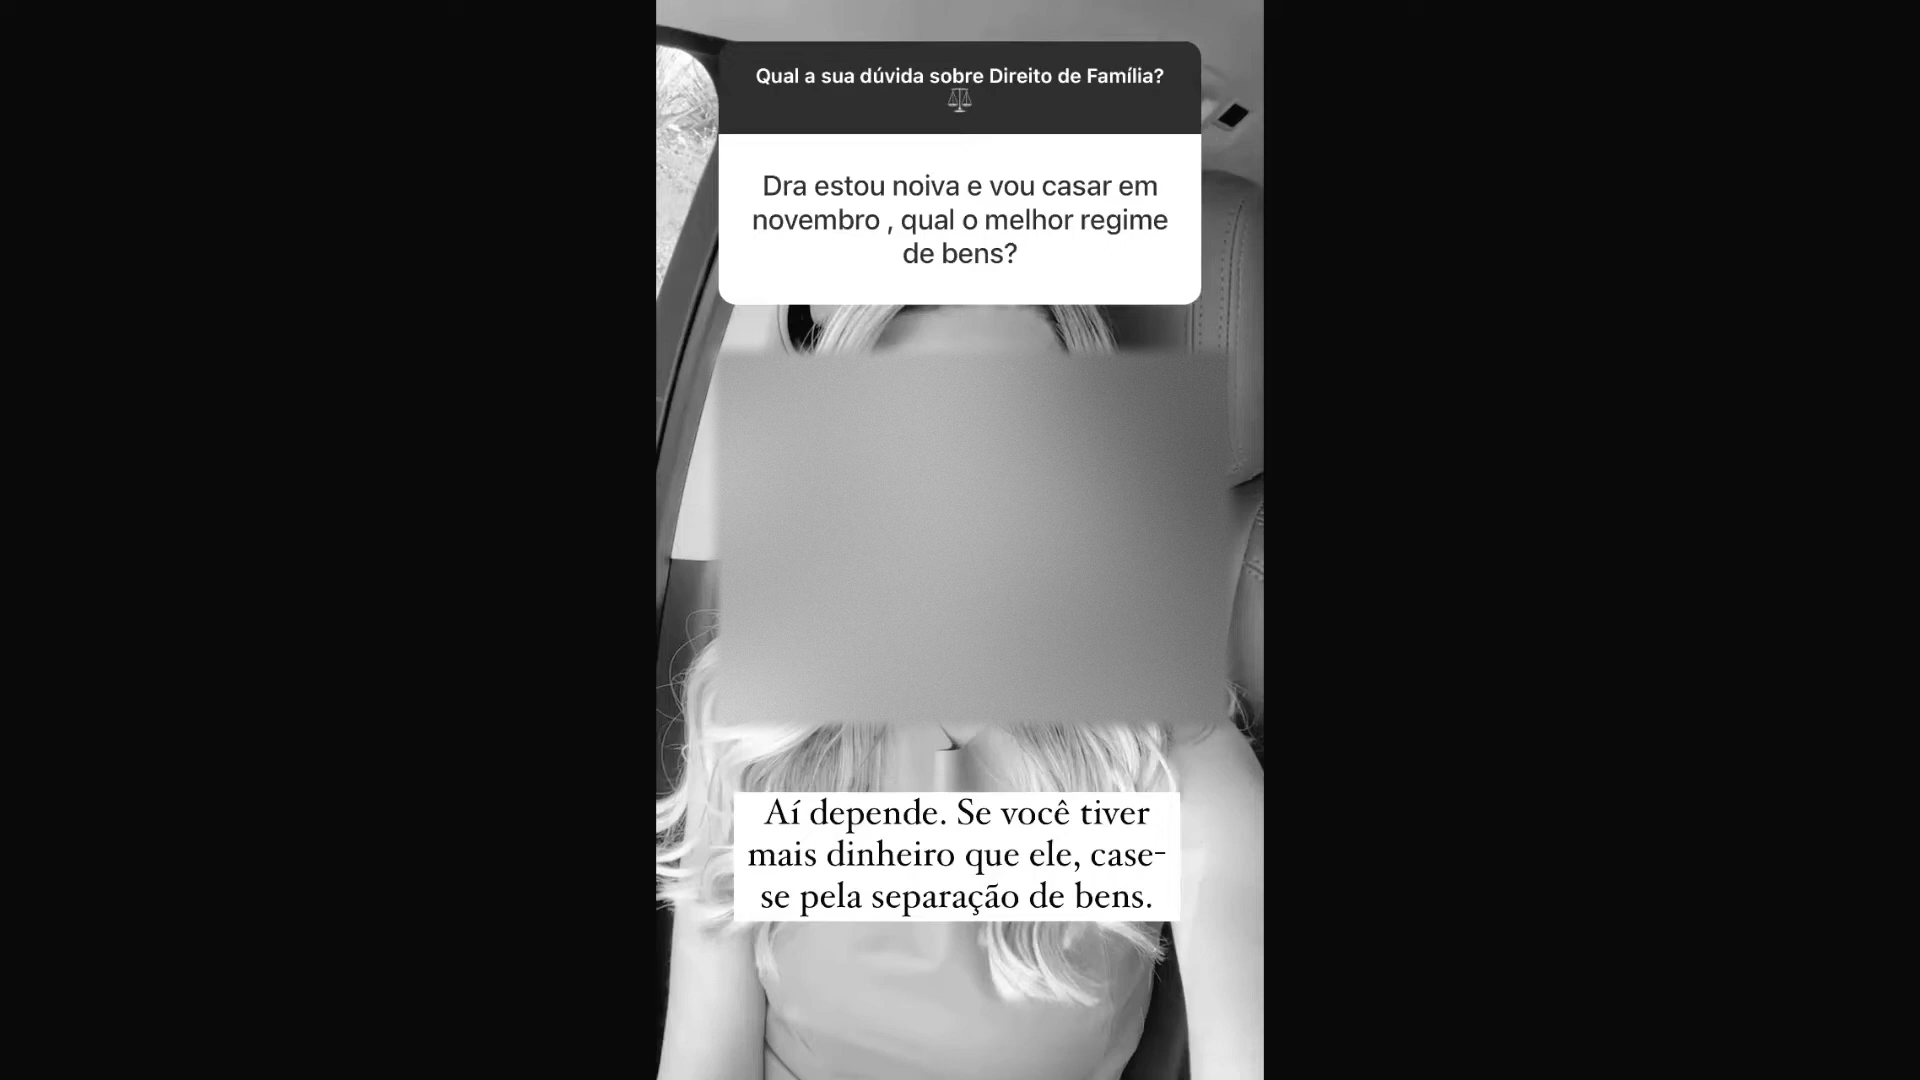 Qual a sua dúvida sobre Direito de Família?
Dra estou noiva e vou casar em
novembro , qual o melhor regime
de bens?
Aí depende. Se você tiver
mais dinheiro que ele, case-
se pela separação de bens.